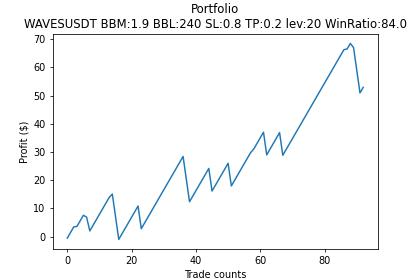 Portfolio
WAVESUSDT BBM:1.9 BBL:240 SL:0.8 TP:0.2 lev:20 WinRatio:84.0
70
60
50
40
30
20
10
0
Profit ($)
0 20 40 60 80
Trade counts